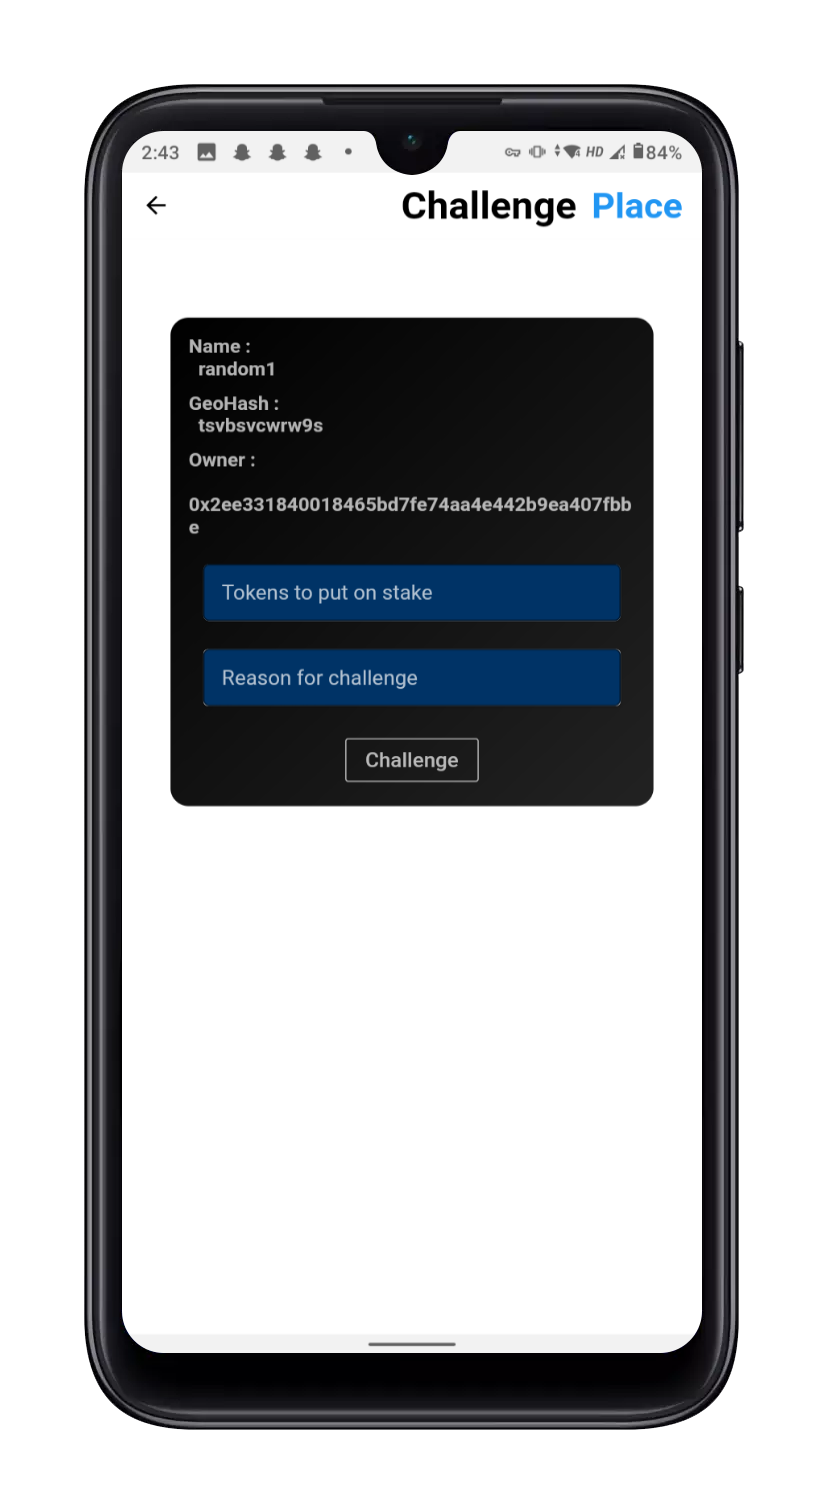 2:43 HD 84%
Challenge Place
Name :
random1
GeoHash :
tsvbsvcwrw9s
Owner :
0x2ee331840018465bd7fe74aa4e442b9ea407fbb
e
Tokens to put on stake
Reason for challenge
Challenge